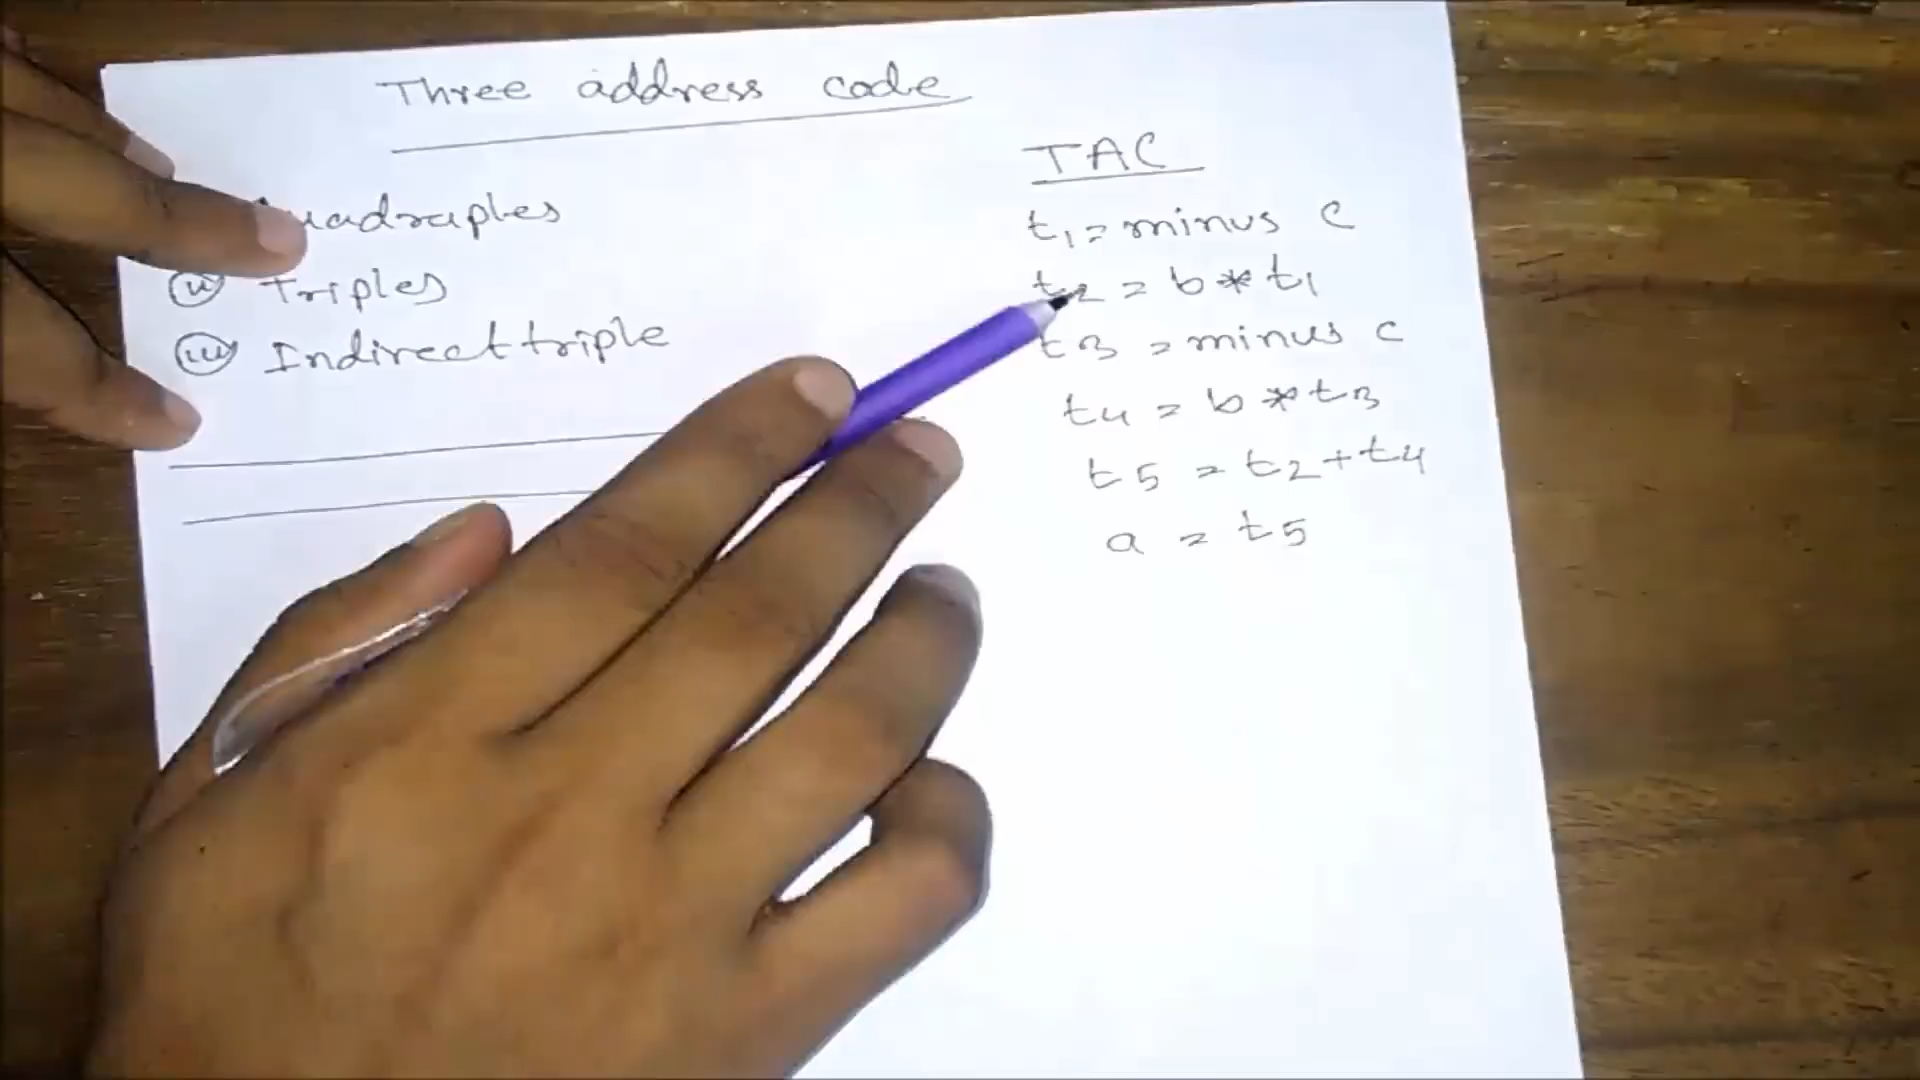 Three address code
uadruples
(ii) Triples
(iii) Indirect triple
TAC
t1 = minus c
t2 = b * t1
t3 = minus c
t4 = b * t3
t5 = t2 + t4
a = t5